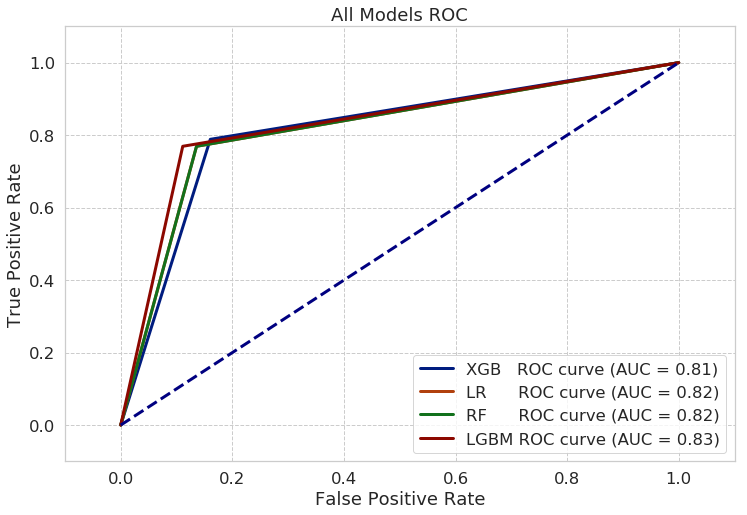 All Models ROC
True Positive Rate
1.0
0.8
0.6
0.4
0.2
0.0
XGB ROC curve (AUC = 0.81)
LR ROC curve (AUC = 0.82)
RF ROC curve (AUC = 0.82)
LGBM ROC curve (AUC = 0.83)
0.0 0.2 0.4 0.6 0.8 1.0
False Positive Rate